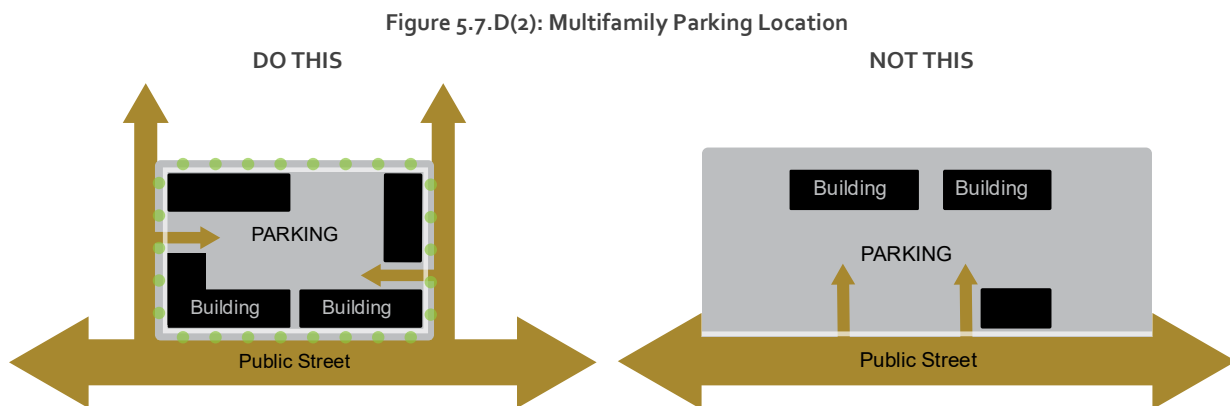 Figure 5.7.D(2): Multifamily Parking Location
DO THIS
PARKING
Building
Building
Public Street
NOT THIS
Building
Building
PARKING
Public Street